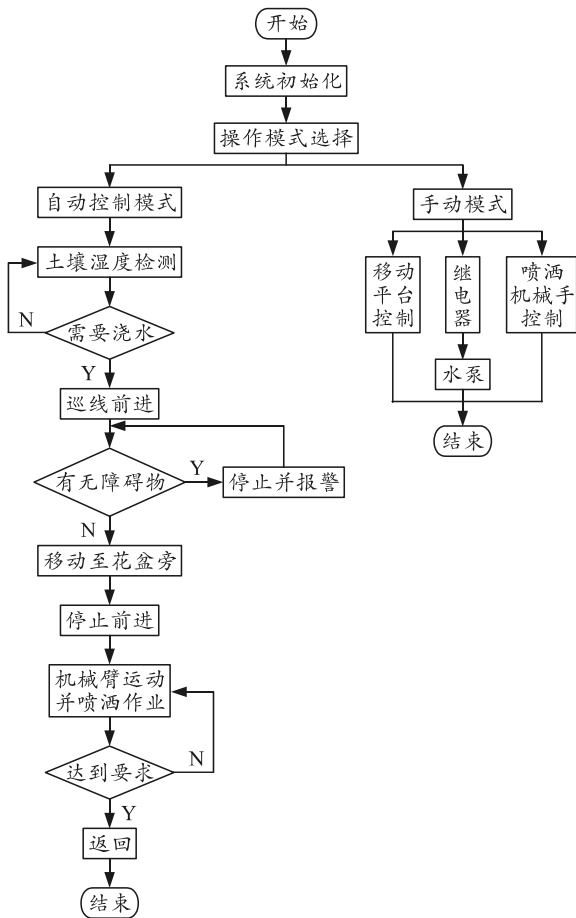 开始
系统初始化
操作模式选择
自动控制模式
手动模式
土壤湿度检测
移动
平台
控制
继
电
器
喷洒
机械手
控制
N
需要浇水
Y
水泵
巡线前进
结束
有无障碍物
Y
停止并报警
N
移动至花盆旁
停止前进
机械臂运动
并喷洒作业
达到要求
N
Y
返回
结束